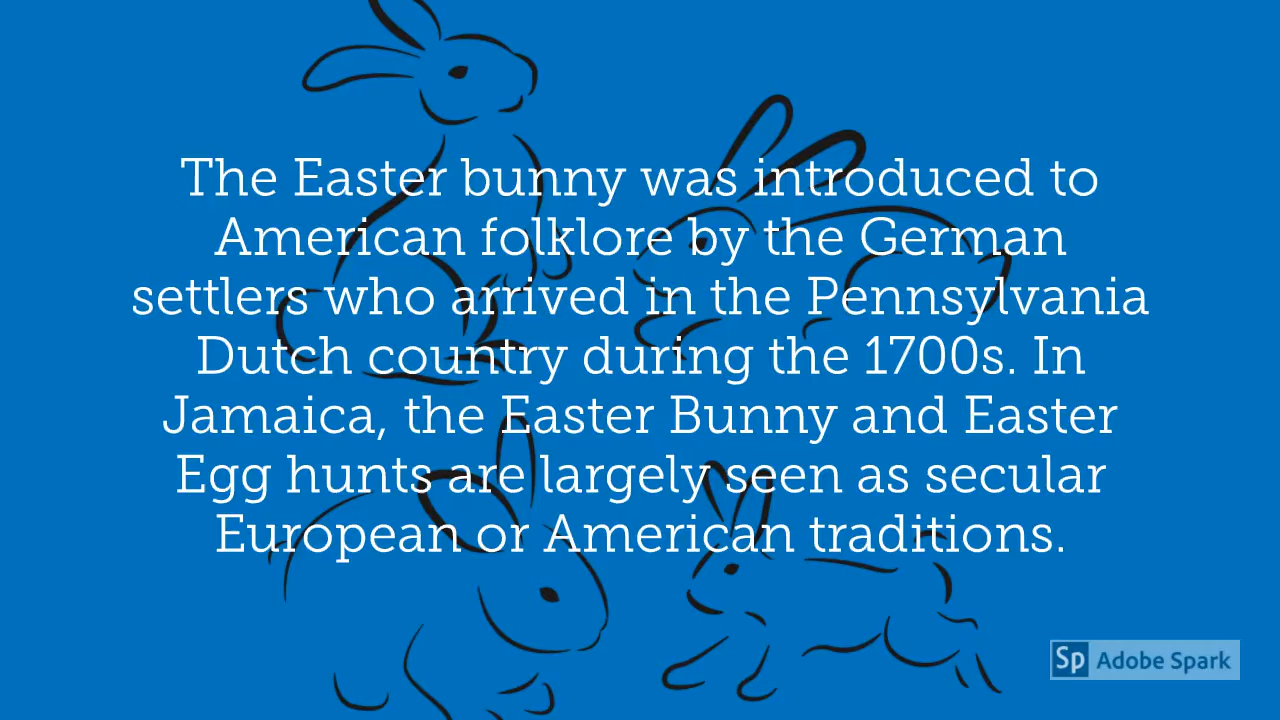 The Easter bunny was introduced to
American folklore by the German
settlers who arrived in the Pennsylvania
Dutch country during the 1700s. In
Jamaica, the Easter Bunny and Easter
Egg hunts are largely seen as secular
European or American traditions.
Sp Adobe Spark